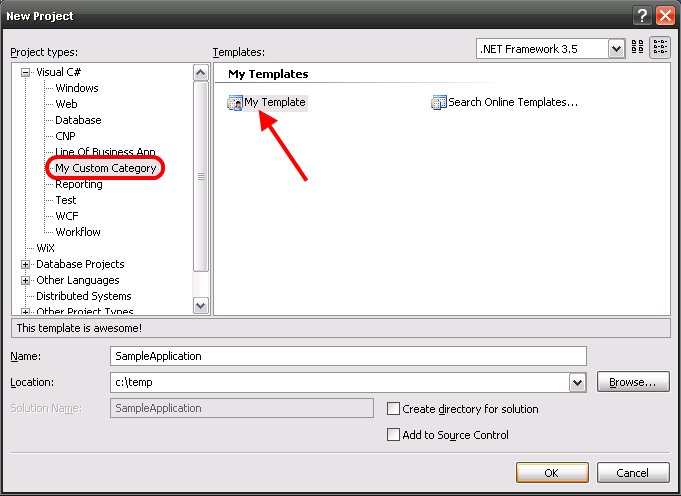 New Project
Project types:
Templates:
.NET Framework 3.5
Visual C#
Windows
Web
Database
CNP
Line Of Business App
My Custom Category
Reporting
Test
WCF
Workflow
WiX
Database Projects
Other Languages
Distributed Systems
Other Project Types
My Templates
My Template
Search Online Templates...
This template is awesome!
Name:
SampleApplication
Location:
c:\temp
Browse...
Solution Name:
SampleApplication
Create directory for solution
Add to Source Control
OK
Cancel